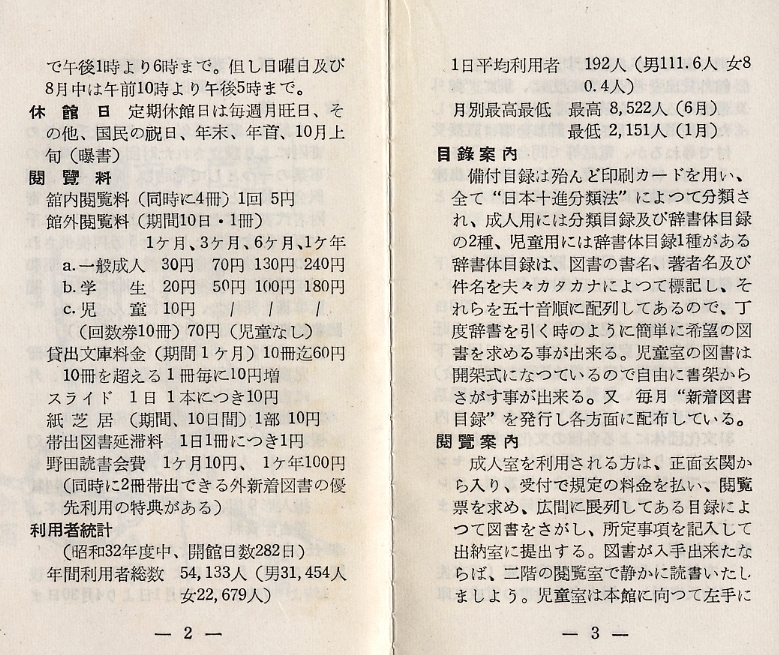 で午後1時より6時まで。但し日曜日及び
8月中は午前10時より午後5時まで。
休館日 定期休館日は毎週月旺日、そ
の他、国民の祝日、年末、年首、10月上
旬（曝書）
閲覽料
舘内閲覧料（同時に4冊）1回 5円
館外閲覧料（期間10日・1冊）
1ヶ月、3ヶ月、6ヶ月、1ヶ年
a.一般成人 30円 70円 130円 240円
b.学生 20円 50円 100円 180円
c.児童 10円 / / /
（回数券10冊）70円（児童なし）
貸出文庫料金（期間１ヶ月）10冊迄60円
10冊を超える１冊毎に10円増
スライド １日１本につき10円
紙芝居（期間、10日間）1部 10円
帯出図書延滞料 1日1冊につき1円
野田読書会費 1ヶ月10円、1ヶ年100円
（同時に2冊帯出できる外新着図書の優
先利用の特典がある）
利用者統計
（昭和32年度中、開館日数282日）
年間利用者総数 54,133人（男31,454人
女22,679人）
— 2 —
1日平均利用者 192人（男111.6人 女8
0.4人）
月別最高最低 最高 8,522人（6月）
最低 2,151人（1月）
目錄案內
備付目録は殆んど印刷カードを用い、
全て“日本十進分類法”によつて分類さ
れ、成人用には分類目録及び辞書体目録
の2種、児童用には辞書体目録1種がある
辞書体目録は、図書の書名、著者名及び
件名を夫々カタカナによつて標記し、そ
れらを五十音順に配列してあるので、丁
度辞書を引く時のように簡単に希望の図
書を求める事が出来る。児童室の図書は
開架式になつているので自由に書架から
さがす事が出来る。又 毎月“新着図書
目録”を発行し各方面に配布している。
閲覽案內
成人室を利用される方は、正面玄関か
ら入り、受付で規定の料金を払い、閲覧
票を求め、広間に展列してある目録によ
つて図書をさがし、所定事項を記入して
出納室に提出する。図書が入手出来たな
らば、二階の閲覧室で静かに読書いたし
ましよう。児童室は本館に向つて左手に
— 3 —